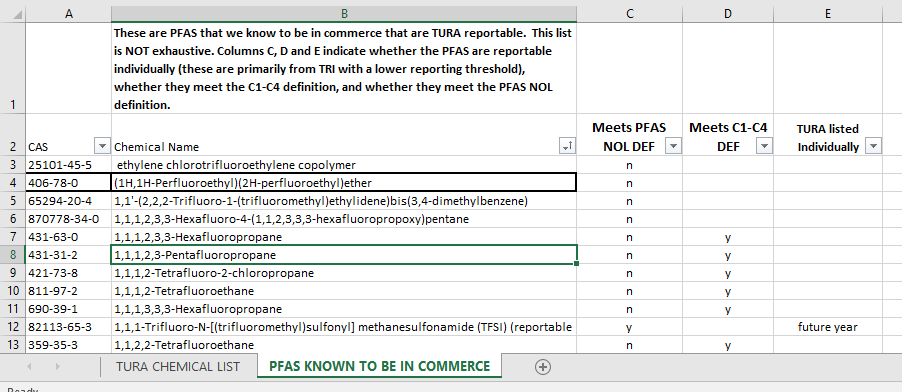 A B C D E
1 These are PFAS that we know to be in commerce that are TURA reportable. This list
is NOT exhaustive. Columns C, D and E indicate whether the PFAS are reportable
individually (these are primarily from TRI with a lower reporting threshold),
whether they meet the C1-C4 definition, and whether they meet the PFAS NOL
definition.
2 CAS Chemical Name Meets PFAS NOL DEF Meets C1-C4 DEF TURA listed Individually
3 25101-45-5 ethylene chlorotrifluoroethylene copolymer n
4 406-78-0 (1H,1H-Perfluoroethyl)(2H-perfluoroethyl)ether n
5 65294-20-4 1,1'-(2,2,2-Trifluoro-1-(trifluoromethyl)ethylidene)bis(3,4-dimethylbenzene) n
6 870778-34-0 1,1,1,2,3,3-Hexafluoro-4-(1,1,2,3,3,3-hexafluoropropoxy)pentane n
7 431-63-0 1,1,1,2,3,3-Hexafluoropropane n y
8 431-31-2 1,1,1,2,3-Pentafluoropropane n y
9 421-73-8 1,1,1,2-Tetrafluoro-2-chloropropane n y
10 811-97-2 1,1,1,2-Tetrafluoroethane n y
11 690-39-1 1,1,1,3,3,3-Hexafluoropropane n y
12 82113-65-3 1,1,1-Trifluoro-N-[(trifluoromethyl)sulfonyl] methanesulfonamide (TFSI) (reportable y future year
13 359-35-3 1,1,2,2-Tetrafluoroethane n y
TURA CHEMICAL LIST PFAS KNOWN TO BE IN COMMERCE